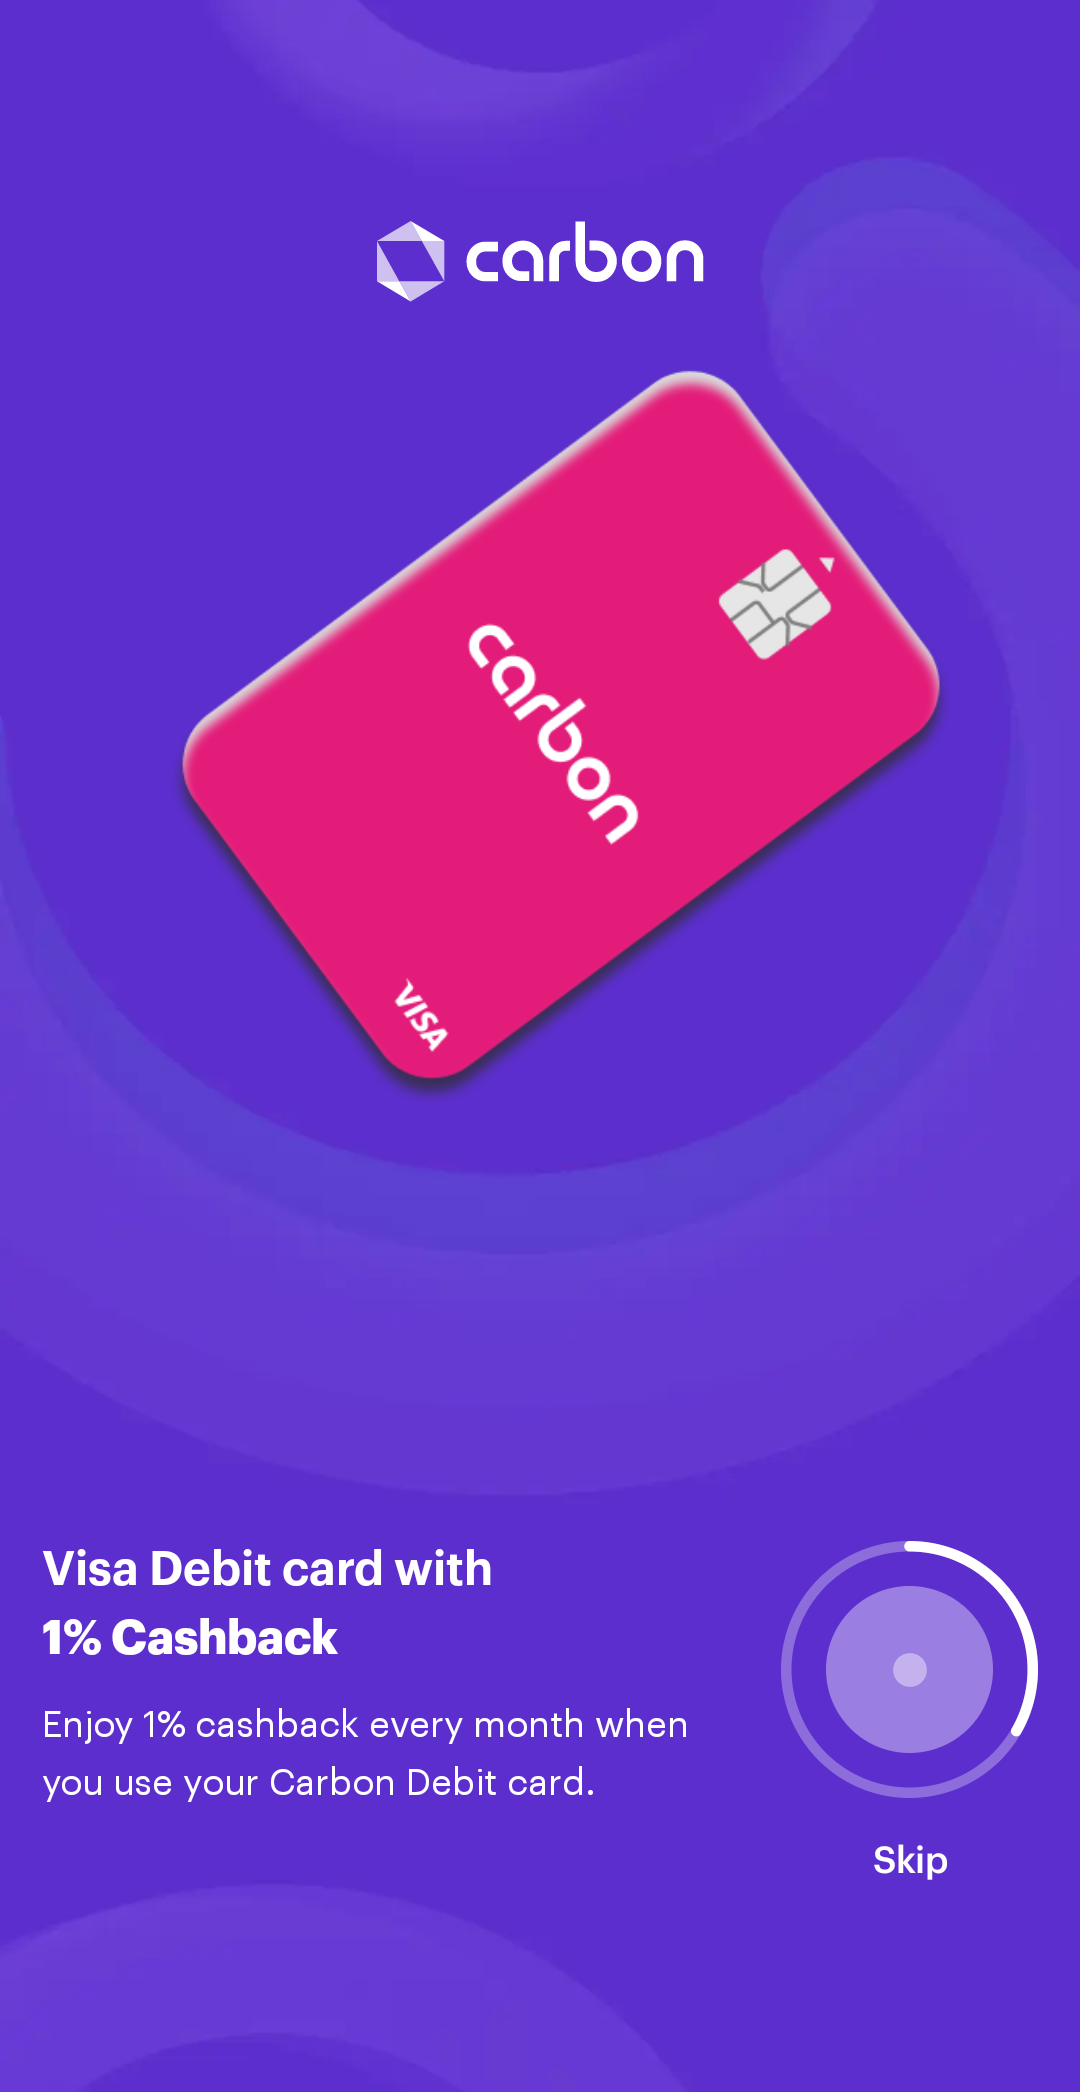 carbon
carbon
VISA
Visa Debit card with
1% Cashback
Enjoy 1% cashback every month when
you use your Carbon Debit card.
Skip